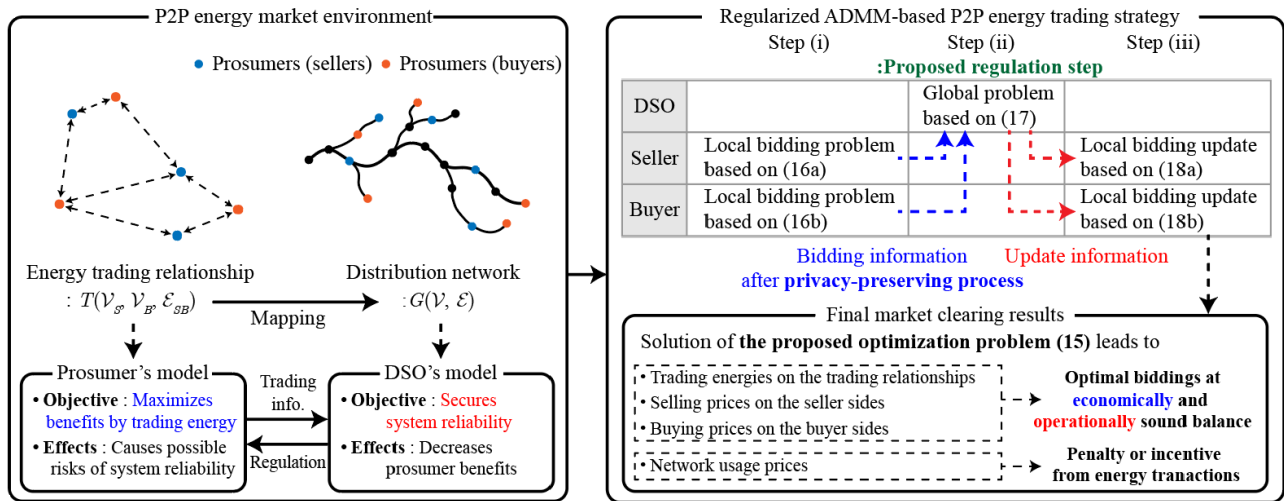 P2P energy market environment
Prosumers (sellers)
Prosumers (buyers)
Energy trading relationship
: T(𝒱_S, 𝒱_B, ℰ_SB)
Mapping
Distribution network
: G(𝒱, ℰ)
Prosumer's model
• Objective : Maximizes
benefits by trading energy
• Effects : Causes possible
risks of system reliability
Trading
info.
Regulation
DSO's model
• Objective : Secures
system reliability
• Effects : Decreases
prosumer benefits
Regularized ADMM-based P2P energy trading strategy
Step (i)
Step (ii)
Step (iii)
:Proposed regulation step
DSO
Global problem
based on (17)
Seller
Local bidding problem
based on (16a)
Local bidding update
based on (18a)
Buyer
Local bidding problem
based on (16b)
Local bidding update
based on (18b)
Bidding information
after privacy-preserving process
Update information
Final market clearing results
Solution of the proposed optimization problem (15) leads to
• Trading energies on the trading relationships
• Selling prices on the seller sides
• Buying prices on the buyer sides
Optimal biddings at
economically and
operationally sound balance
• Network usage prices
Penalty or incentive
from energy tranactions